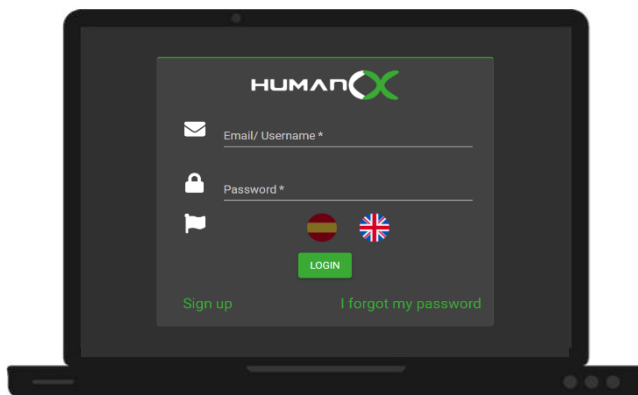 HUMANX
Email/ Username *
Password *
LOGIN
Sign up
I forgot my password